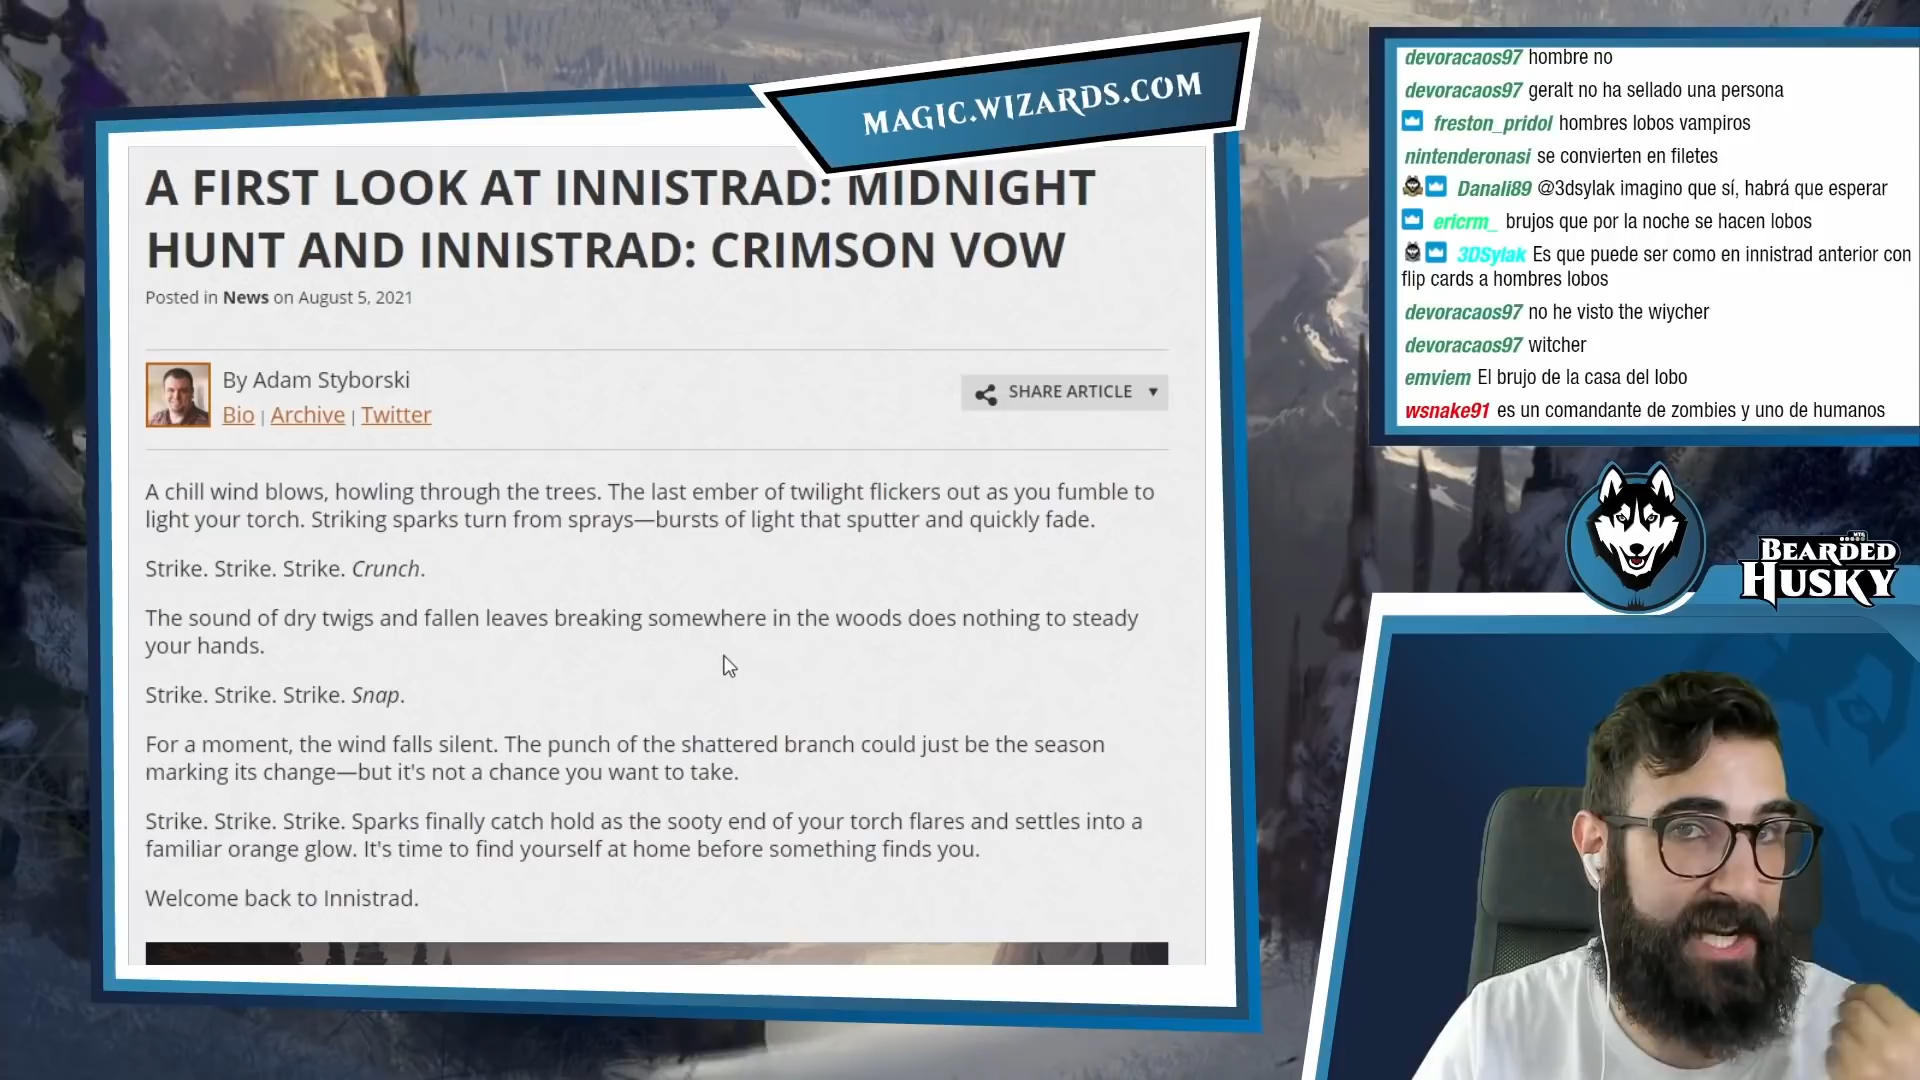 MAGIC.WIZARDS.COM
A FIRST LOOK AT INNISTRAD: MIDNIGHT
HUNT AND INNISTRAD: CRIMSON VOW
Posted in News on August 5, 2021
By Adam Styborski
Bio | Archive | Twitter
SHARE ARTICLE
A chill wind blows, howling through the trees. The last ember of twilight flickers out as you fumble to
light your torch. Striking sparks turn from sprays—bursts of light that sputter and quickly fade.
Strike. Strike. Strike. Crunch.
The sound of dry twigs and fallen leaves breaking somewhere in the woods does nothing to steady
your hands.
Strike. Strike. Strike. Snap.
For a moment, the wind falls silent. The punch of the shattered branch could just be the season
marking its change—but it's not a chance you want to take.
Strike. Strike. Strike. Sparks finally catch hold as the sooty end of your torch flares and settles into a
familiar orange glow. It's time to find yourself at home before something finds you.
Welcome back to Innistrad.
devoracaos97 hombre no
devoracaos97 geralt no ha sellado una persona
freston_pridol hombres lobos vampiros
nintenderonasi se convierten en filetes
Danali89 @3dsylak imagino que sí, habrá que esperar
ericrm_ brujos que por la noche se hacen lobos
3DSylak Es que puede ser como en innistrad anterior con
flip cards a hombres lobos
devoracaos97 no he visto the wiycher
devoracaos97 witcher
emviem El brujo de la casa del lobo
wsnake91 es un comandante de zombies y uno de humanos
BEARDED
HUSKY